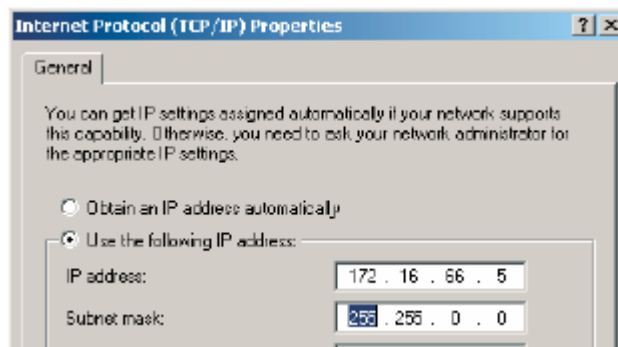 Internet Protocol (TCP/IP) Properties
General
You can get IP settings assigned automatically if your network supports
this capability. Otherwise, you need to ask your network administrator for
the appropriate IP settings.
Obtain an IP address automatically
Use the following IP address:
IP address: 172 . 16 . 66 . 5
Subnet mask: 255 . 255 . 0 . 0